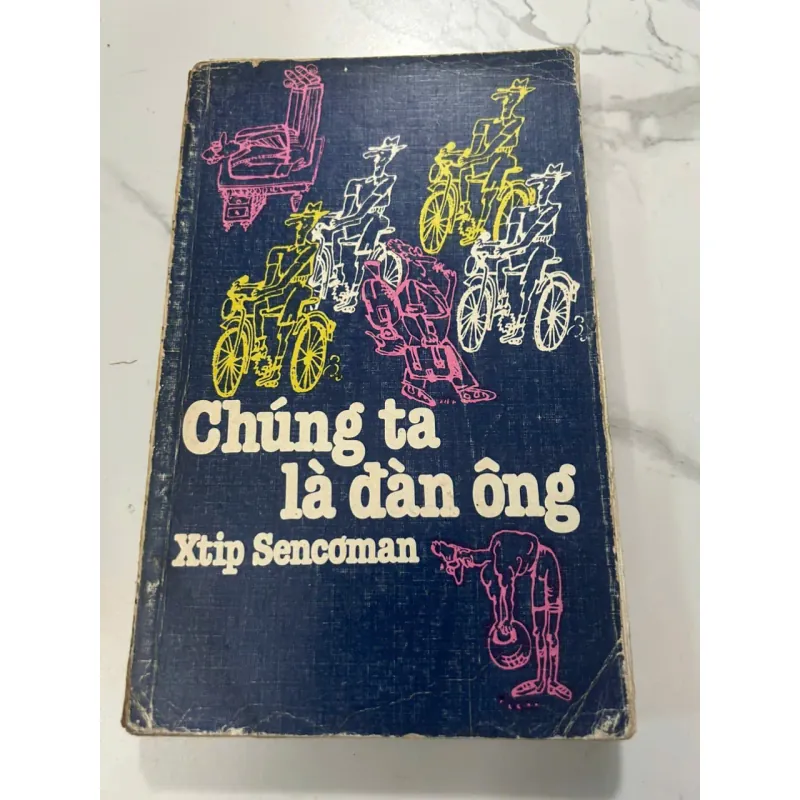 Chúng ta
là đàn ông
Xtip Sencơman